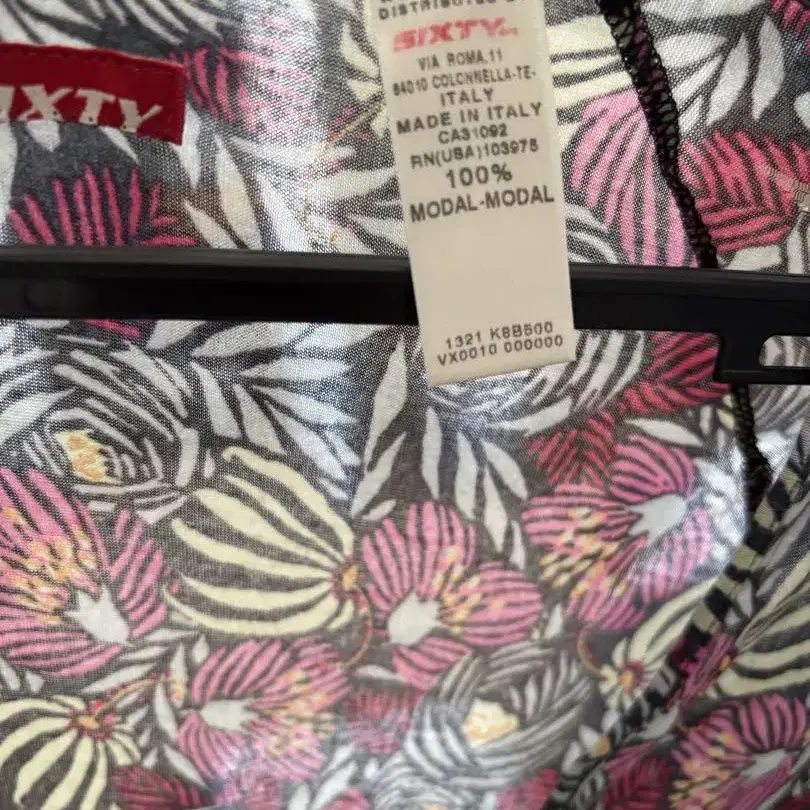 SIXTY
DISTRIBUTED
SIXTY
VIA ROMA,11
64010 COLONNELLA-TE-
ITALY
MADE IN ITALY
CA31092
RN(USA)103975
100%
MODAL-MODAL
1321 K8B500
VX0010 000000